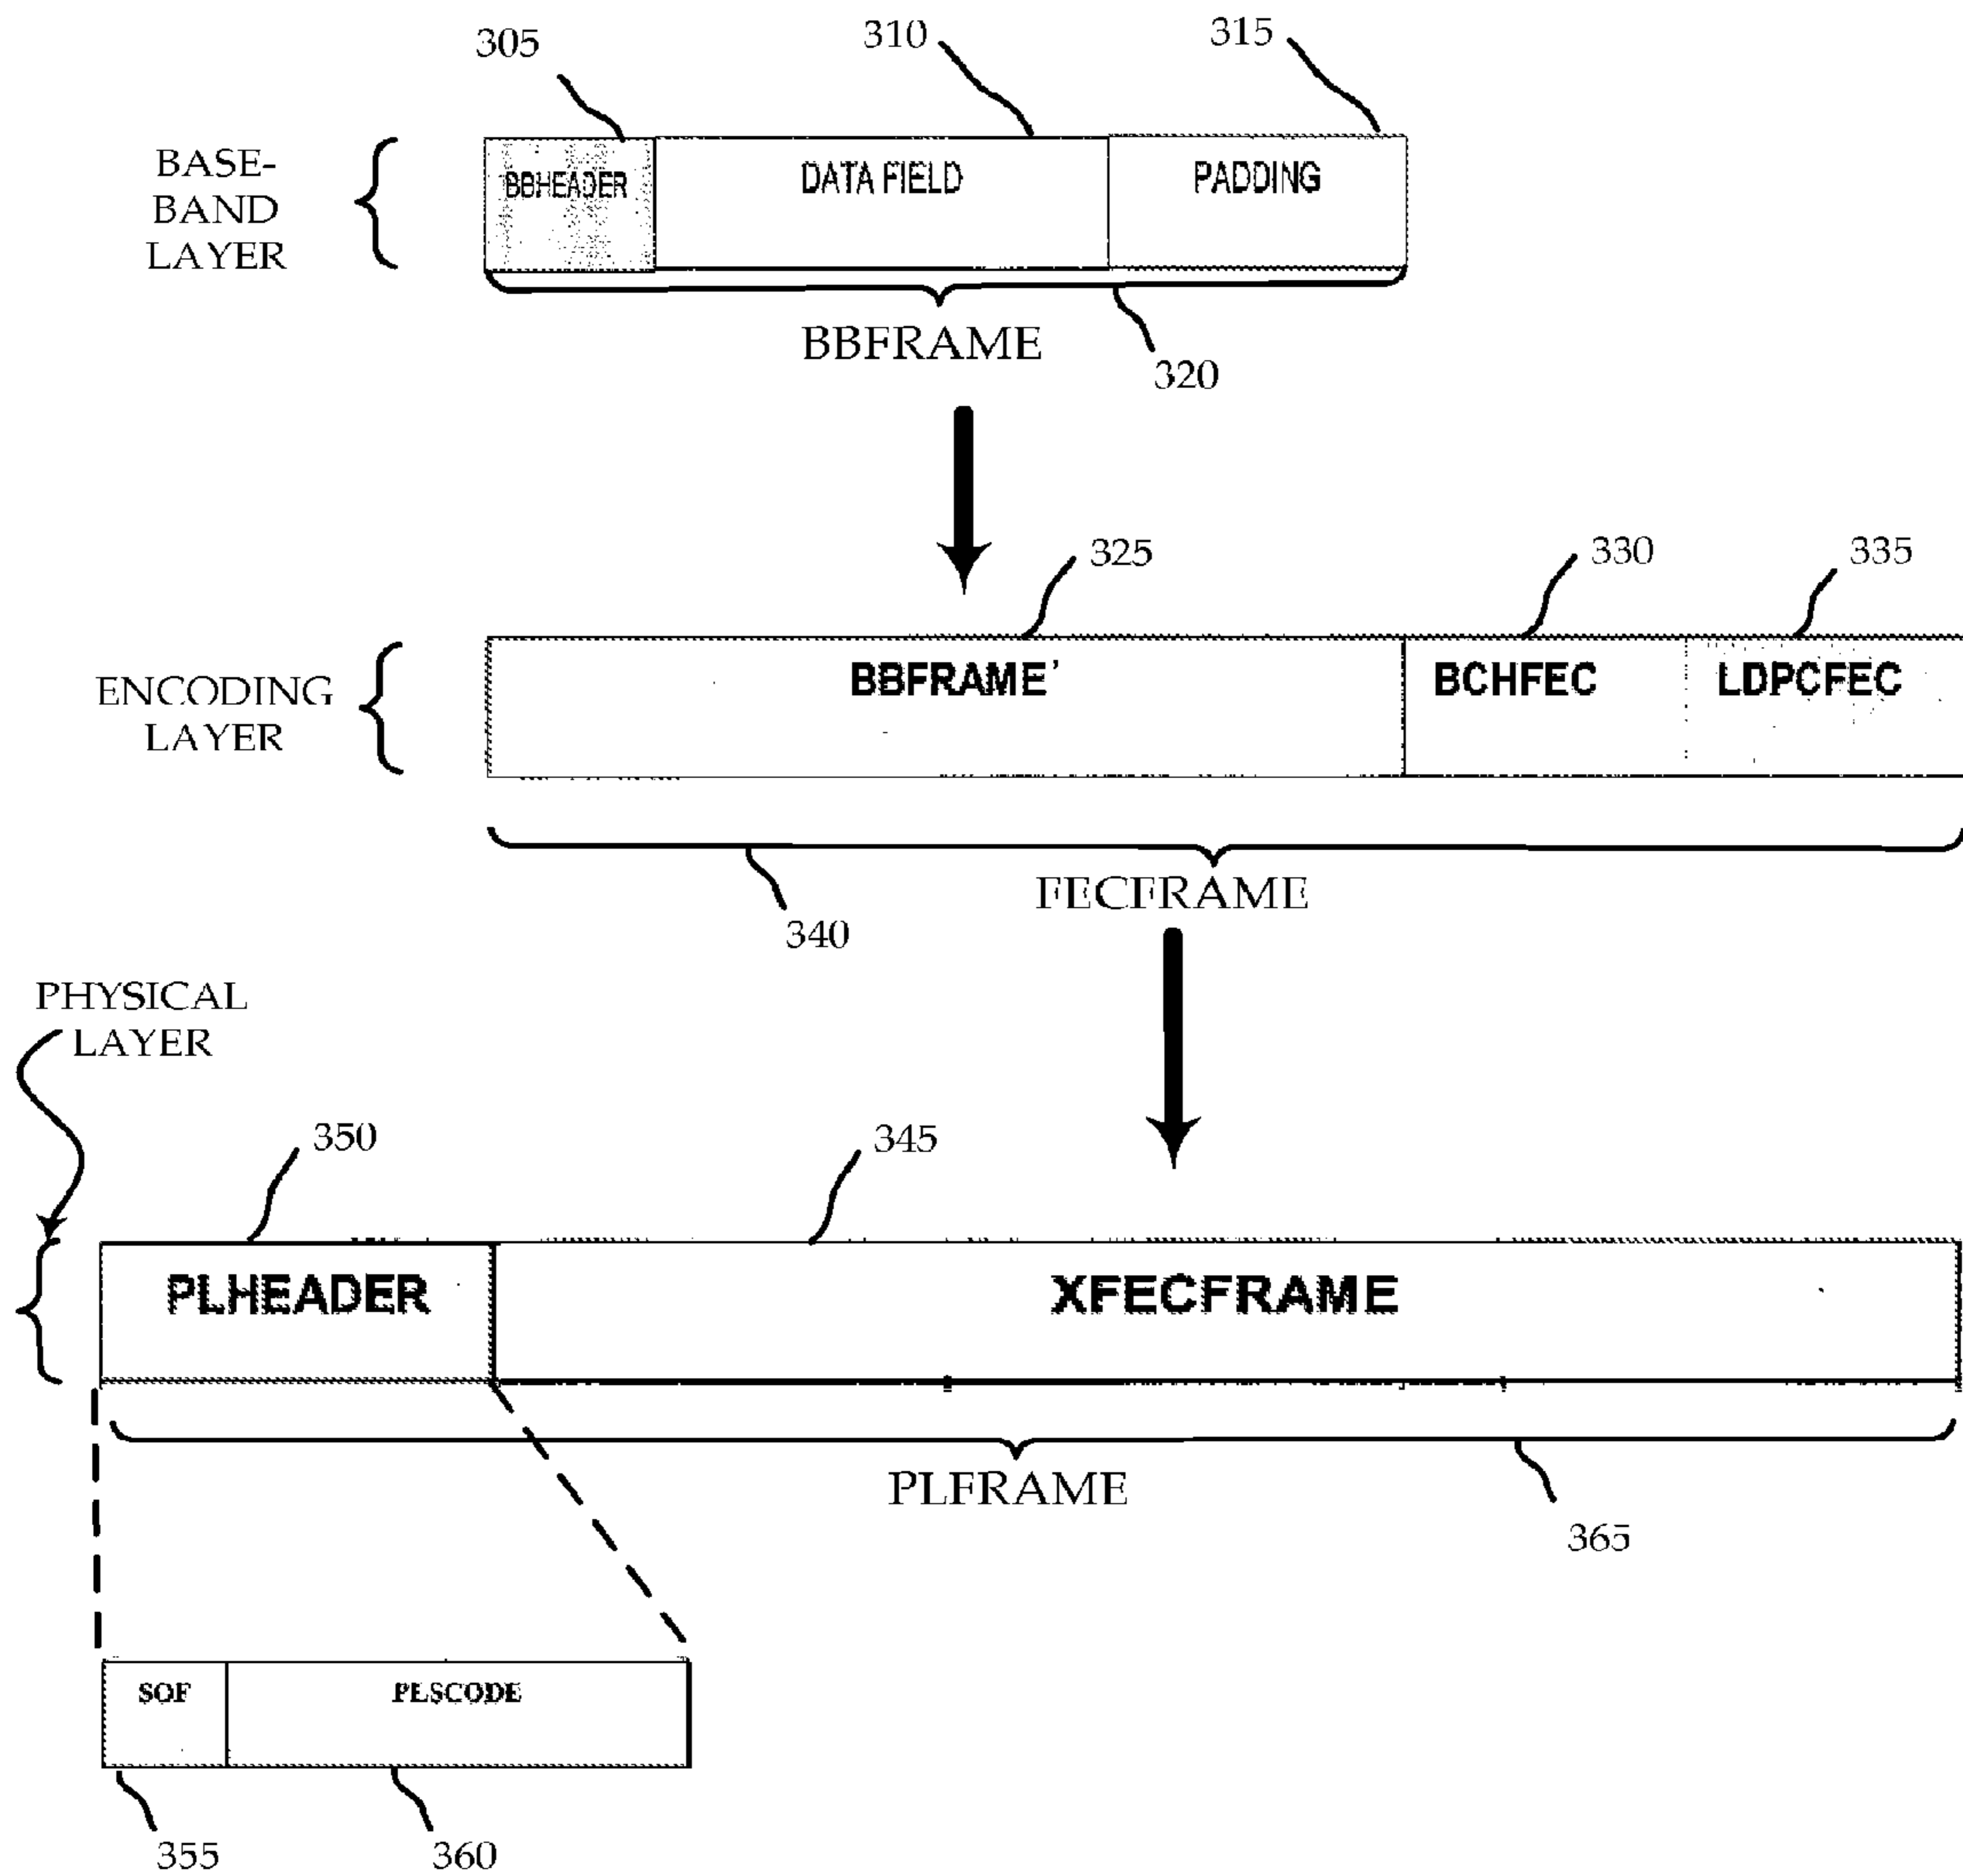 305
310
315
BASE-
BAND
LAYER
BBHEADER
DATA FIELD
PADDING
BBFRAME
320
325
330
335
ENCODING
LAYER
BBFRAME'
BCHFEC
LDPCFEC
340
FECFRAME
PHYSICAL
LAYER
350
345
PLHEADER
XFECFRAME
PLFRAME
365
SOF
PLSCODE
355
360